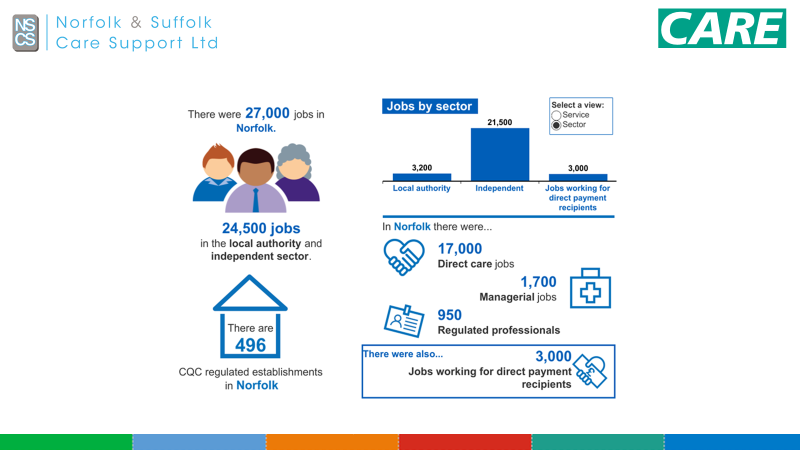 NS
CS
Norfolk & Suffolk
Care Support Ltd
CARE
There were 27,000 jobs in
Norfolk.
24,500 jobs
in the local authority and
independent sector.
There are
496
CQC regulated establishments
in Norfolk
Jobs by sector
Select a view:
Service
Sector
3,200
21,500
3,000
Local authority
Independent
Jobs working for
direct payment
recipients
In Norfolk there were...
17,000
Direct care jobs
1,700
Managerial jobs
950
Regulated professionals
There were also...
3,000
Jobs working for direct payment
recipients